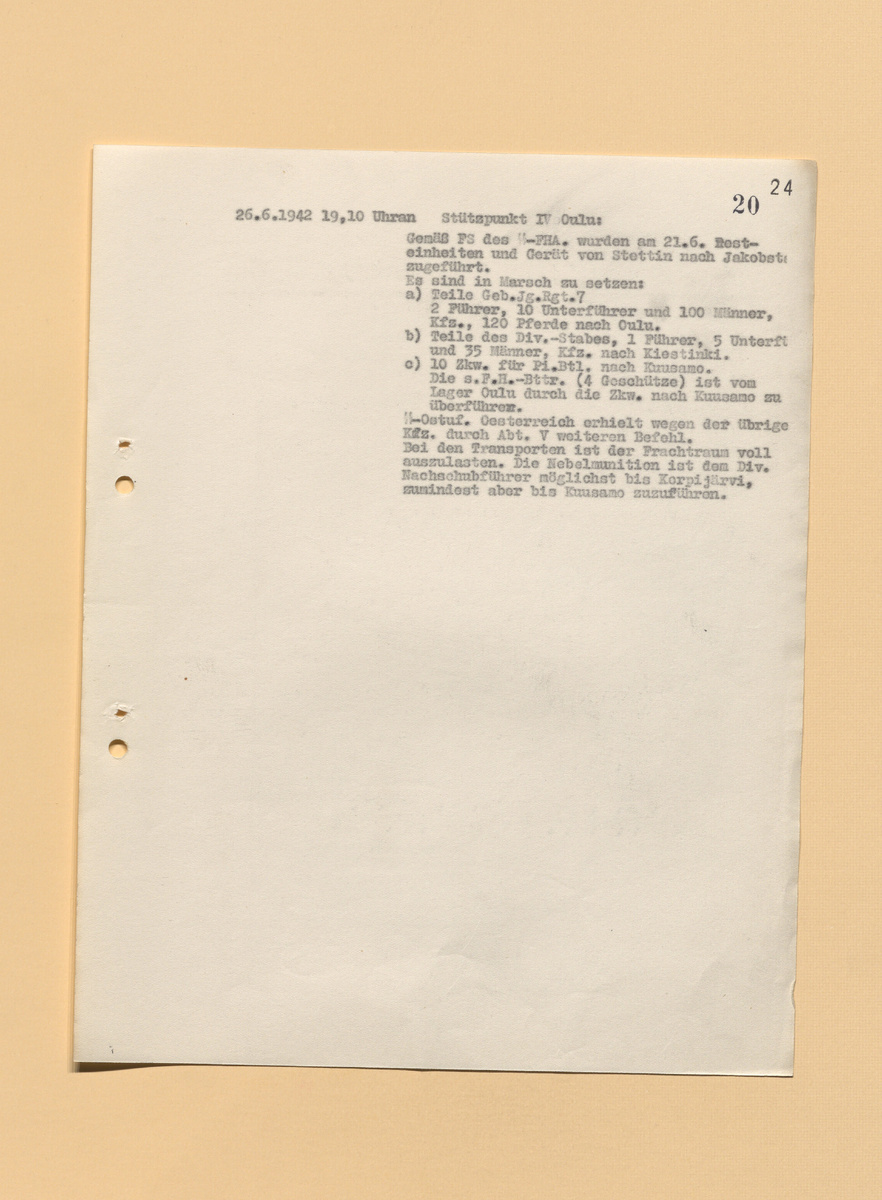 24
20
26.6.1942 19,10 Uhr an Stützpunkt IV Oulu:
Gemäß FS des ᛋᛋ-FHA. wurden am 21.6. Rest-
einheiten und Gerät von Stettin nach Jakobst
zugeführt.
Es sind in Marsch zu setzen:
a) Teile Geb.Jg.Rgt.7
2 Führer, 10 Unterführer und 100 Männer,
Kfz., 120 Pferde nach Oulu.
b) Teile des Div.-Stabes, 1 Führer, 5 Unterf
und 35 Männer, Kfz. nach Kiestinki.
c) 10 Zkw. für Pi.Btl. nach Kuusamo.
Die s.F.H.-Bttr. (4 Geschütze) ist vom
Lager Oulu durch die Zkw. nach Kuusamo zu
überführen.
ᛋᛋ-Ostuf. Oesterreich erhielt wegen der übrige
Kfz. durch Abt. V weiteren Befehl.
Bei den Transporten ist der Frachtraum voll
auszulasten. Die Nebelmunition ist dem Div.
Nachschubführer möglichst bis Korpijärvi,
zumindest aber bis Kuusamo zuzuführen.